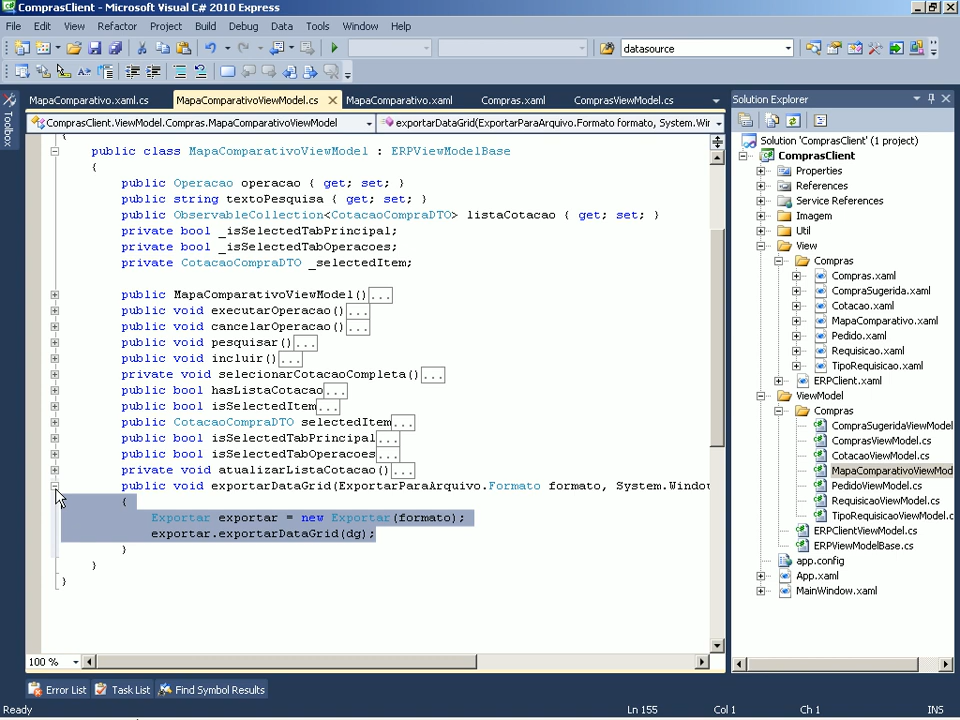 ComprasClient - Microsoft Visual C# 2010 Express
File Edit View Refactor Project Build Debug Data Tools Window Help
datasource
MapaComparativo.xaml.cs MapaComparativoViewModel.cs MapaComparativo.xaml Compras.xaml ComprasViewModel.cs
ComprasClient.ViewModel.Compras.MapaComparativoViewModel exportarDataGrid(ExportarParaArquivo.Formato formato, System.Wir
Toolbox
{
public class MapaComparativoViewModel : ERPViewModelBase
{
public Operacao operacao { get; set; }
public string textoPesquisa { get; set; }
public ObservableCollection<CotacaoCompraDTO> listaCotacao { get; set; }
private bool _isSelectedTabPrincipal;
private bool _isSelectedTabOperacoes;
private CotacaoCompraDTO _selectedItem;
public MapaComparativoViewModel()...
public void executarOperacao()...
public void cancelarOperacao()...
public void pesquisar()...
public void incluir()...
private void selecionarCotacaoCompleta()...
public bool hasListaCotacao...
public bool isSelectedItem...
public CotacaoCompraDTO selectedItem...
public bool isSelectedTabPrincipal...
public bool isSelectedTabOperacoes...
private void atualizarListaCotacao()...
public void exportarDataGrid(ExportarParaArquivo.Formato formato, System.Window
{
Exportar exportar = new Exportar(formato);
exportar.exportarDataGrid(dg);
}
}
}
100 %
Solution Explorer
Solution 'ComprasClient' (1 project)
ComprasClient
Properties
References
Service References
Imagem
Util
View
Compras
Compras.xaml
CompraSugerida.xaml
Cotacao.xaml
MapaComparativo.xaml
Pedido.xaml
Requisicao.xaml
TipoRequisicao.xaml
ERPClient.xaml
ViewModel
Compras
CompraSugeridaViewModel
ComprasViewModel.cs
CotacaoViewModel.cs
MapaComparativoViewMod
PedidoViewModel.cs
RequisicaoViewModel.cs
TipoRequisicaoViewModel.c
ERPClientViewModel.cs
ERPViewModelBase.cs
app.config
App.xaml
MainWindow.xaml
Error List Task List Find Symbol Results
Ready Ln 155 Col 1 Ch 1 INS